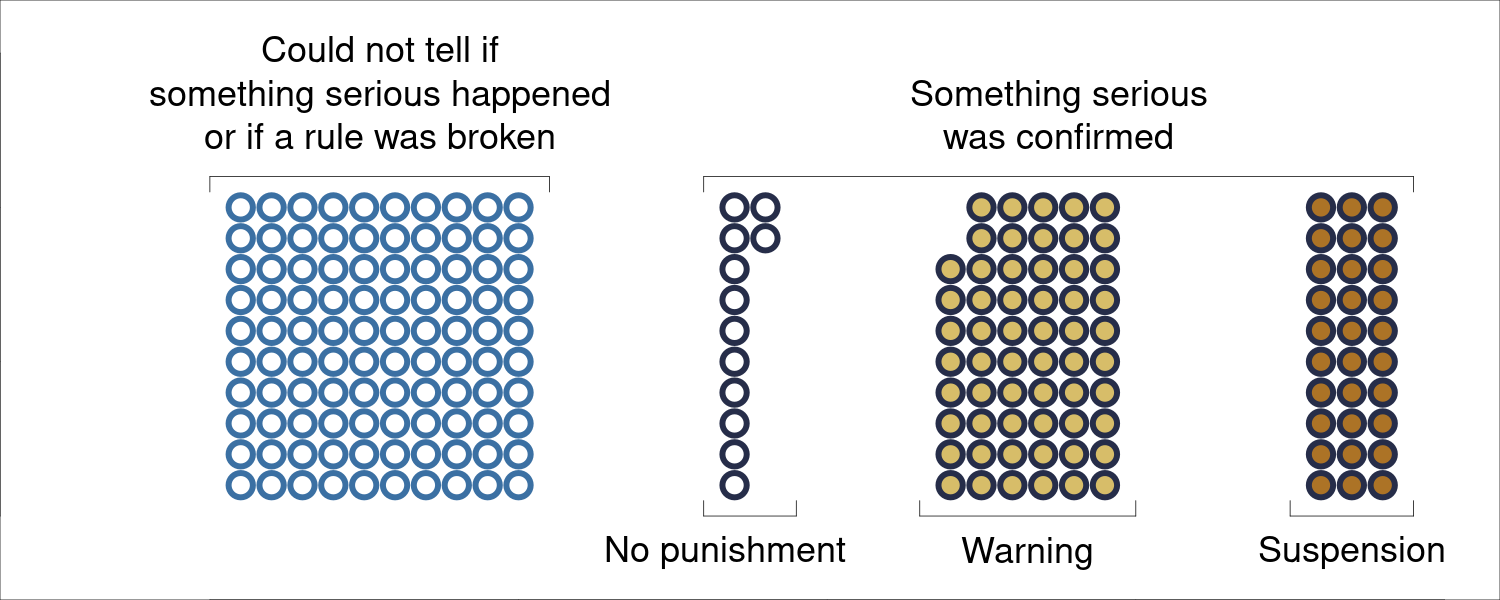 Could not tell if
something serious happened
or if a rule was broken
Something serious
was confirmed
No punishment
Warning
Suspension